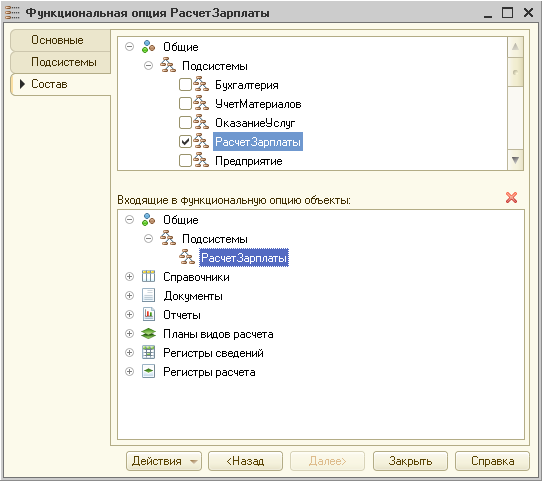 Функциональная опция РасчетЗарплаты
Основные
Подсистемы
Состав
Общие
Подсистемы
Бухгалтерия
УчетМатериалов
ОказаниеУслуг
РасчетЗарплаты
Предприятие
Входящие в функциональную опцию объекты:
Общие
Подсистемы
РасчетЗарплаты
Справочники
Документы
Отчеты
Планы видов расчета
Регистры сведений
Регистры расчета
Действия <Назад Далее> Закрыть Справка